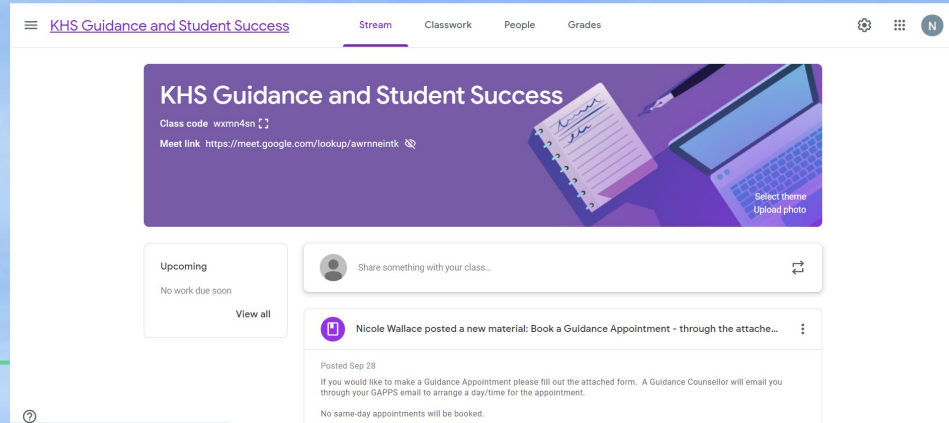 KHS Guidance and Student Success
Stream
Classwork
People
Grades
N
KHS Guidance and Student Success
Class code wxmn4sn
Meet link https://meet.google.com/lookup/awrnneintk
Select theme
Upload photo
Upcoming
No work due soon
View all
Share something with your class...
Nicole Wallace posted a new material: Book a Guidance Appointment - through the attache...
Posted Sep 28
If you would like to make a Guidance Appointment please fill out the attached form. A Guidance Counsellor will email you
through your GAPPS email to arrange a day/time for the appointment.
No same-day appointments will be booked.